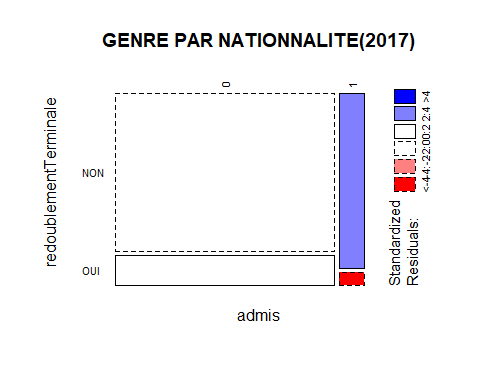 GENRE PAR NATIONNALITE(2017)
0
1
redoublementTerminale
NON
OUI
admis
Standardized
Residuals:
<-4
-4:-2
-2:0
0:2
2:4
>4